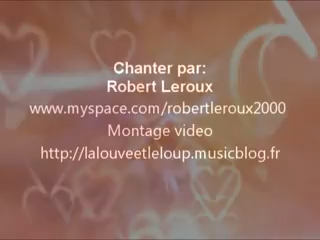 Chanter par:
Robert Leroux
www.myspace.com/robertleroux2000
Montage video
http://lalouveetleloup.musicblog.fr